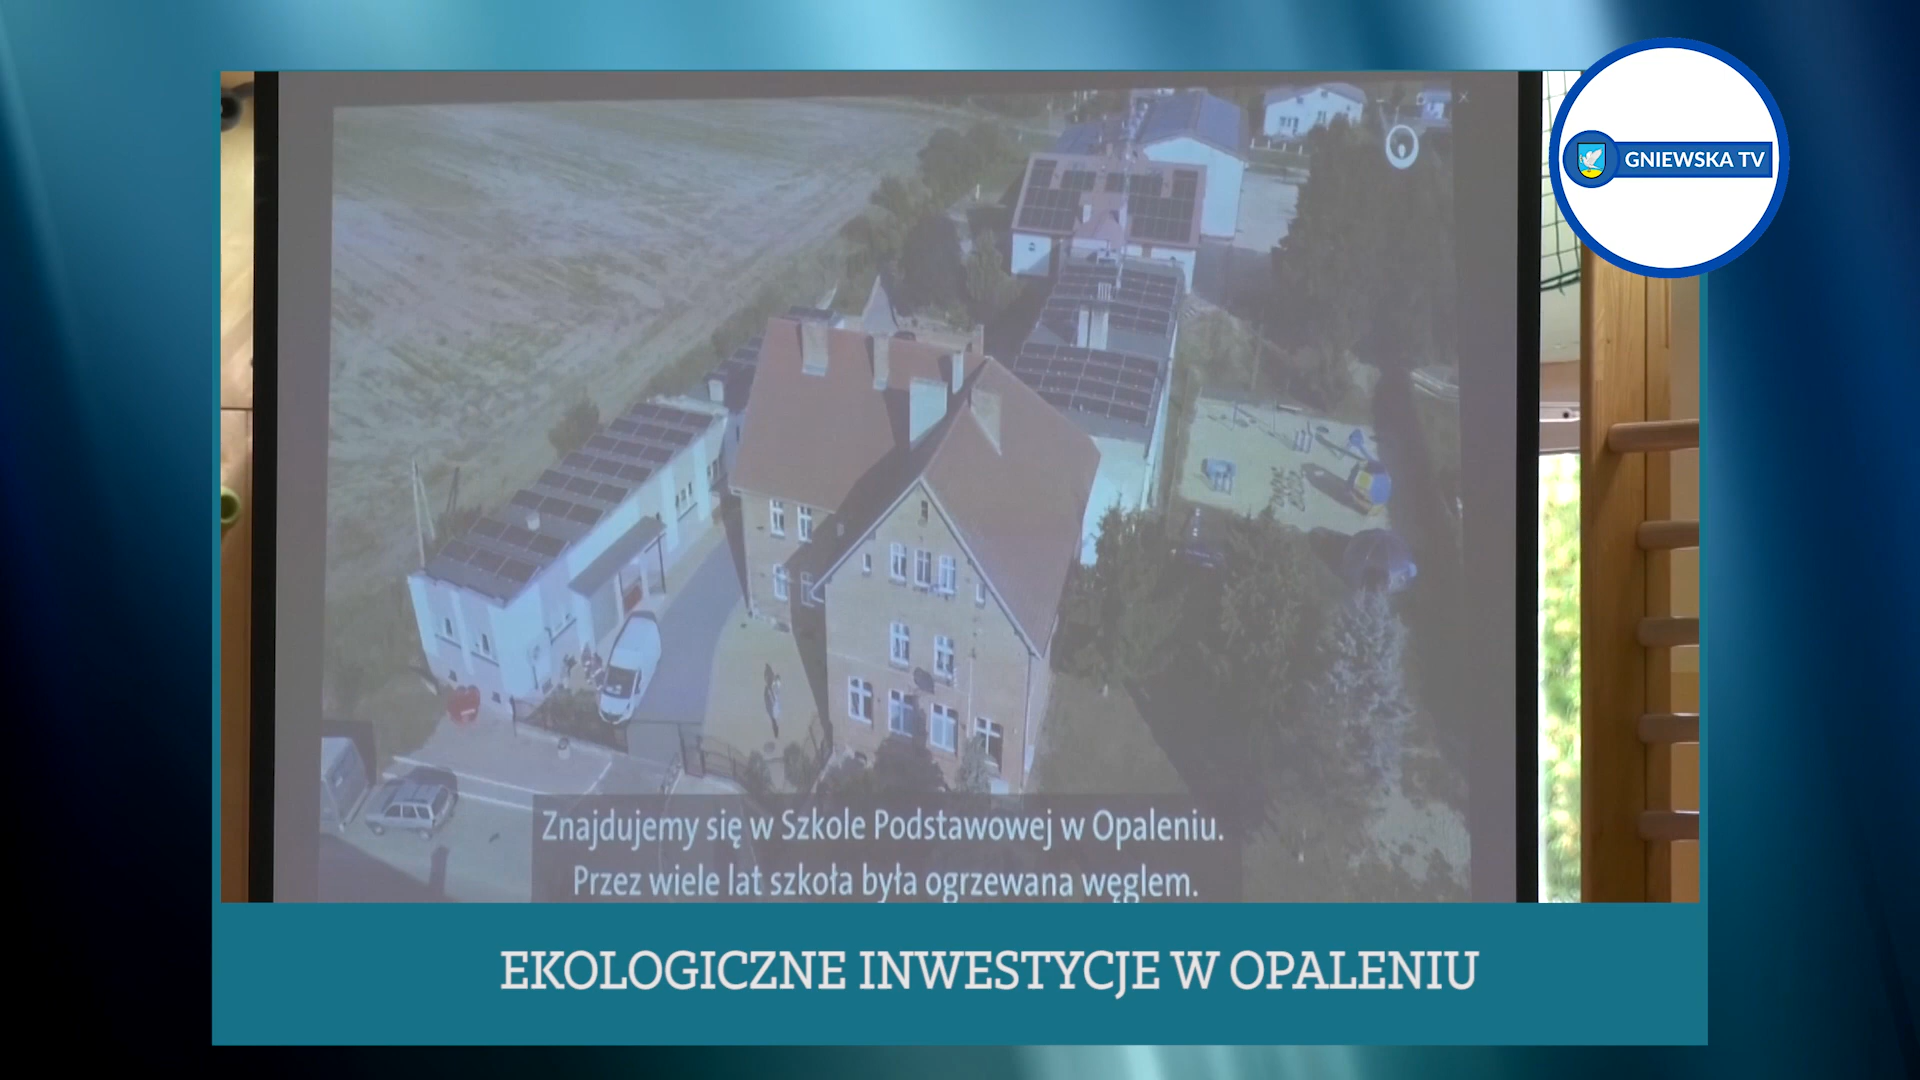 GNIEWSKA TV
Znajdujemy się w Szkole Podstawowej w Opaleniu.
Przez wiele lat szkoła była ogrzewana węglem.
EKOLOGICZNE INWESTYCJE W OPALENIU